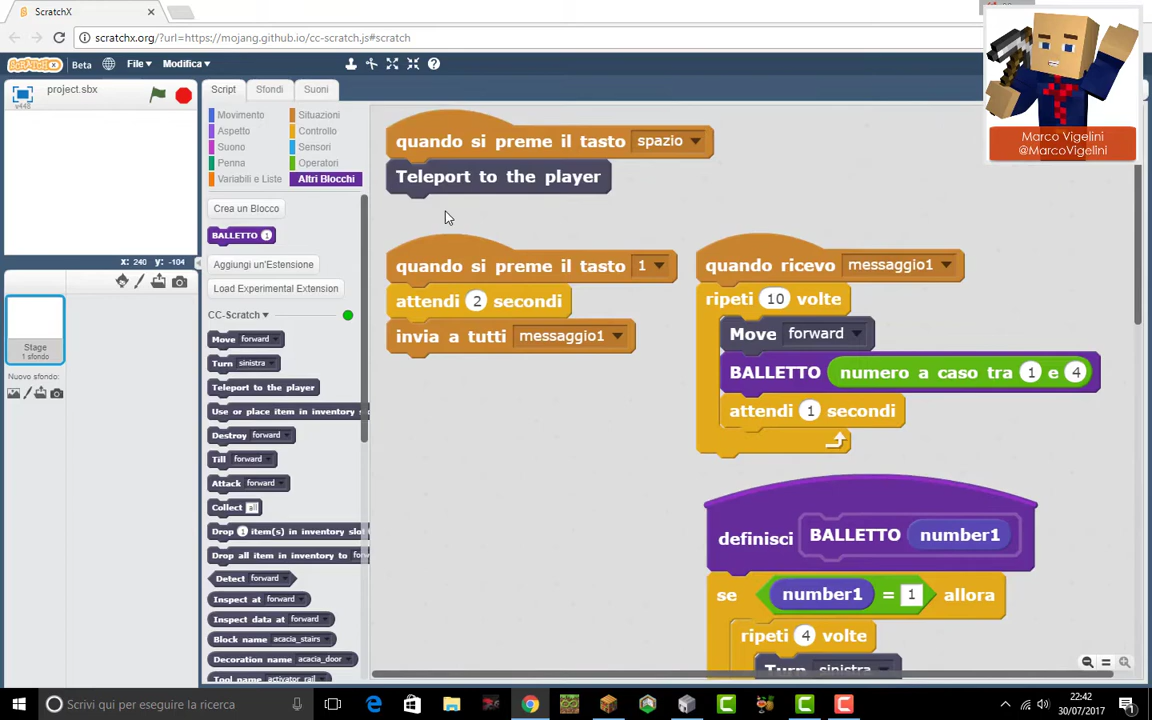 ScratchX
scratchx.org/?url=https://mojang.github.io/cc-scratch.js#scratch
Beta File Modifica
Marco Vigelini
@MarcoVigelini
project.sbx
v448
Script Sfondi Suoni
Movimento Situazioni
Aspetto Controllo
Suono Sensori
Penna Operatori
Variabili e Liste Altri Blocchi
Crea un Blocco
BALLETTO 1
Aggiungi un'Estensione
Load Experimental Extension
CC-Scratch
Move forward
Turn sinistra
Teleport to the player
Use or place item in inventory
Destroy forward
Till forward
Attack forward
Collect all
Drop 1 item(s) in inventory
Drop all item in inventory to
Detect forward
Inspect at forward
Inspect data at forward
Block name acacia_stairs
Decoration name acacia_door
Tool name activator_rail
x: 240 y: -104
Stage
1 sfondo
Nuovo sfondo:
quando si preme il tasto spazio
Teleport to the player
quando si preme il tasto 1
attendi 2 secondi
invia a tutti messaggio1
quando ricevo messaggio1
ripeti 10 volte
Move forward
BALLETTO numero a caso tra 1 e 4
attendi 1 secondi
definisci BALLETTO number1
se number1 = 1 allora
ripeti 4 volte
Turn sinistra
Scrivi qui per eseguire la ricerca
22:42
30/07/2017